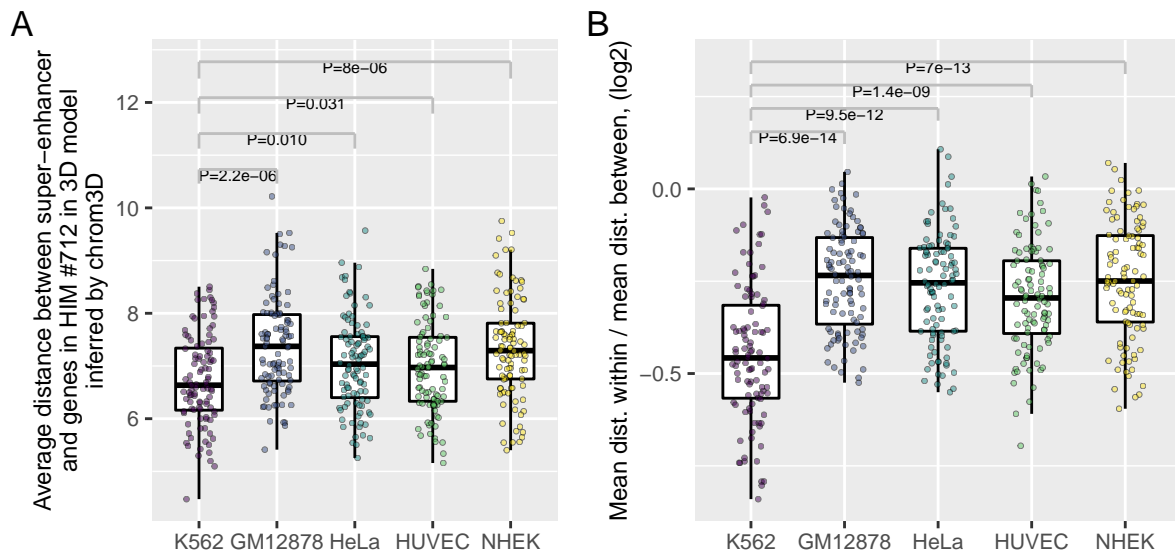 A
Average distance between super-enhancer
and genes in HIM #712 in 3D model
inferred by chrom3D
12
10
8
6
P=8e−06
P=0.031
P=0.010
P=2.2e−06
K562 GM12878 HeLa HUVEC NHEK
B
Mean dist. within / mean dist. between, (log2)
0.0
−0.5
P=7e−13
P=1.4e−09
P=9.5e−12
P=6.9e−14
K562 GM12878 HeLa HUVEC NHEK